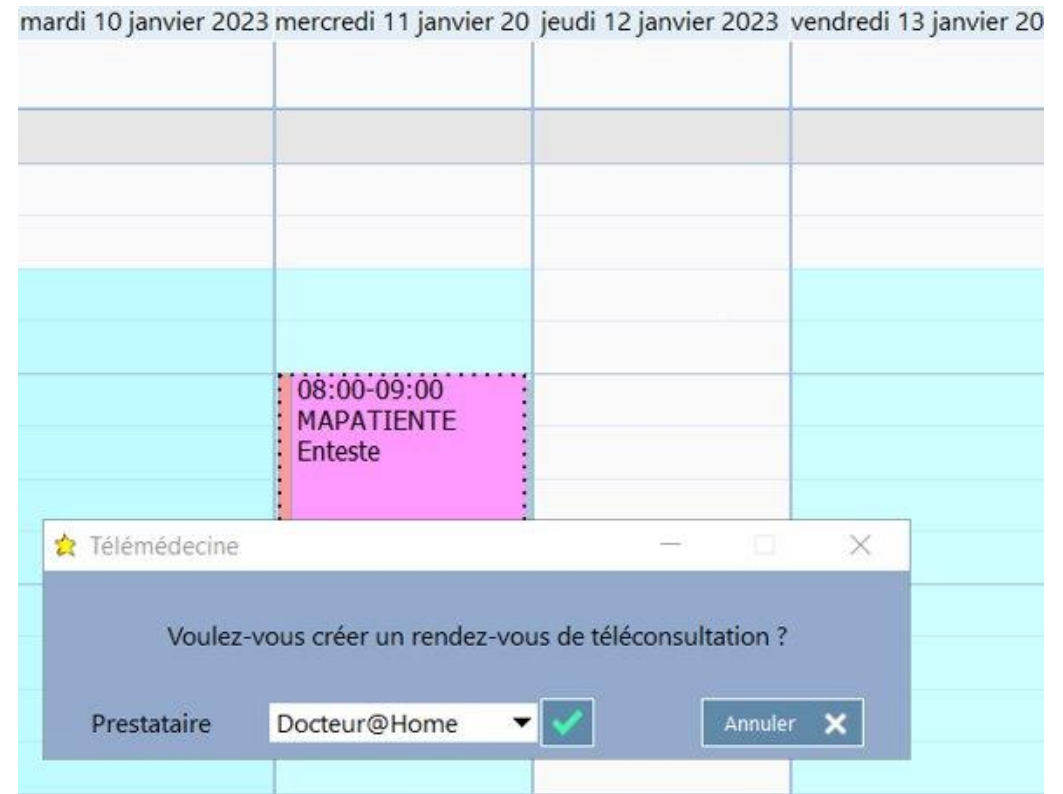 mardi 10 janvier 2023 mercredi 11 janvier 20 jeudi 12 janvier 2023 vendredi 13 janvier 20
08:00-09:00
MAPATIENTE
Enteste
Télémédecine
Voulez-vous créer un rendez-vous de téléconsultation ?
Prestataire Docteur@Home Annuler